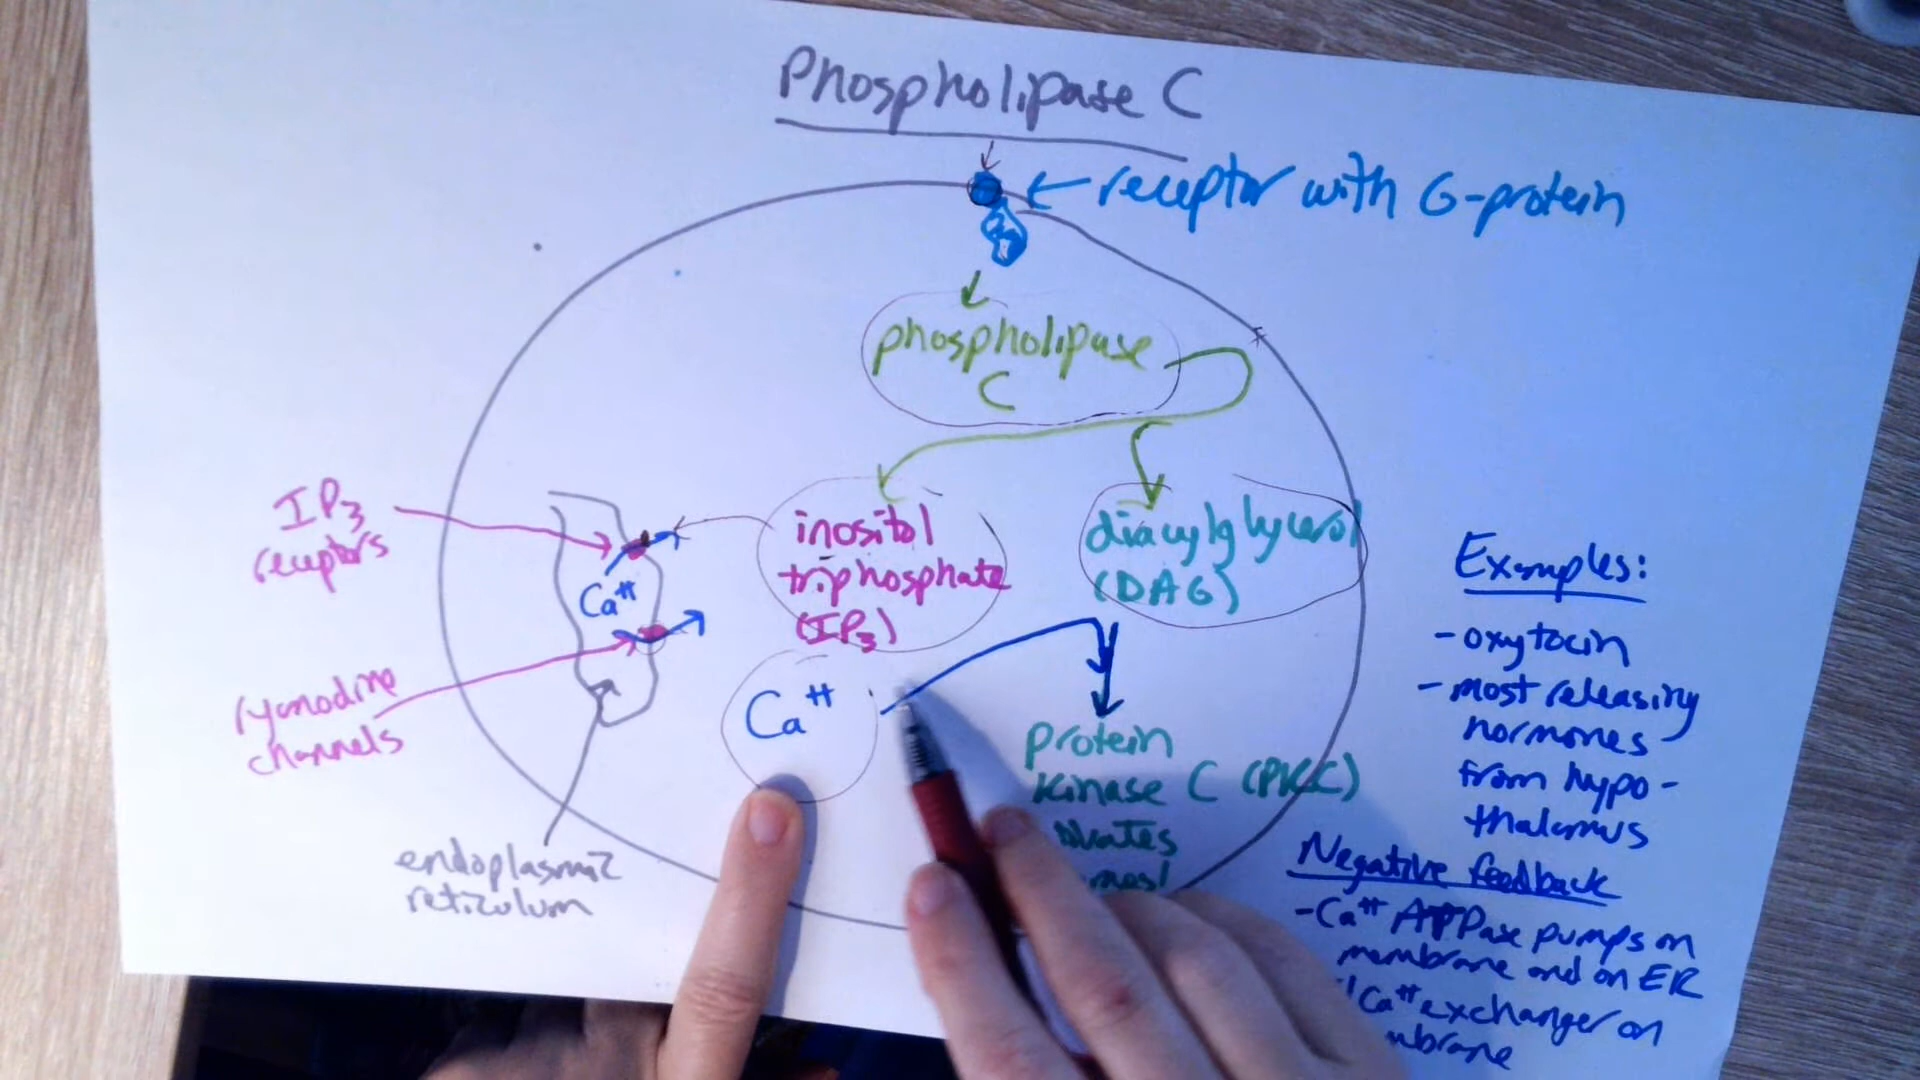 Phospholipase C
receptor with G-protein
phospholipase
C
IP3
receptors
Ca++
inositol
triphosphate
(IP3)
diacylglycerol
(DAG)
ryanodine
channels
Ca++
protein
kinase C (PKC)
endoplasmic
reticulum
Examples:
- oxytocin
- most releasing
hormones
from hypo-
thalamus
Negative feedback
- Ca++ ATPase pumps on
membrane and on ER
Ca++ exchanger on